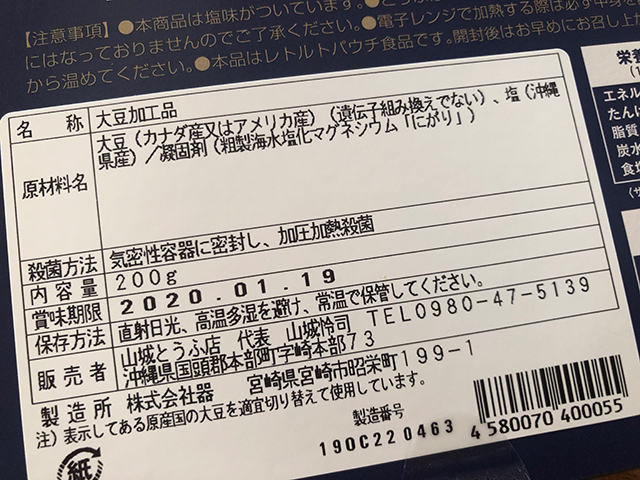 【注意事項】●本商品は塩味がついています。
にはなっておりませんのでご了承ください。●電子レンジで加熱する際は必ず中身を
から温めてください。●本品はレトルトパウチ食品です。開封後はお早めにお召し上
名称 大豆加工品
原材料名 大豆（カナダ産又はアメリカ産）（遺伝子組み換えでない）、塩（沖縄
県産）／凝固剤（粗製海水塩化マグネシウム「にがり」）
殺菌方法 気密性容器に密封し、加圧加熱殺菌
内容量 200g
賞味期限 2020.01.19
保存方法 直射日光、高温多湿を避け、常温で保管してください。
販売者 山城とうふ店 代表 山城怜司 TEL0980-47-5139
沖縄県国頭郡本部町字崎本部73
製造所 株式会社器 宮崎県宮崎市昭栄町199-1
注）表示してある原産国の大豆を適宜切り替えて使用しています。
紙
製造番号
190C220463
4 580070 400055
栄養
エネル
たんぱ
脂質
炭水
食塩